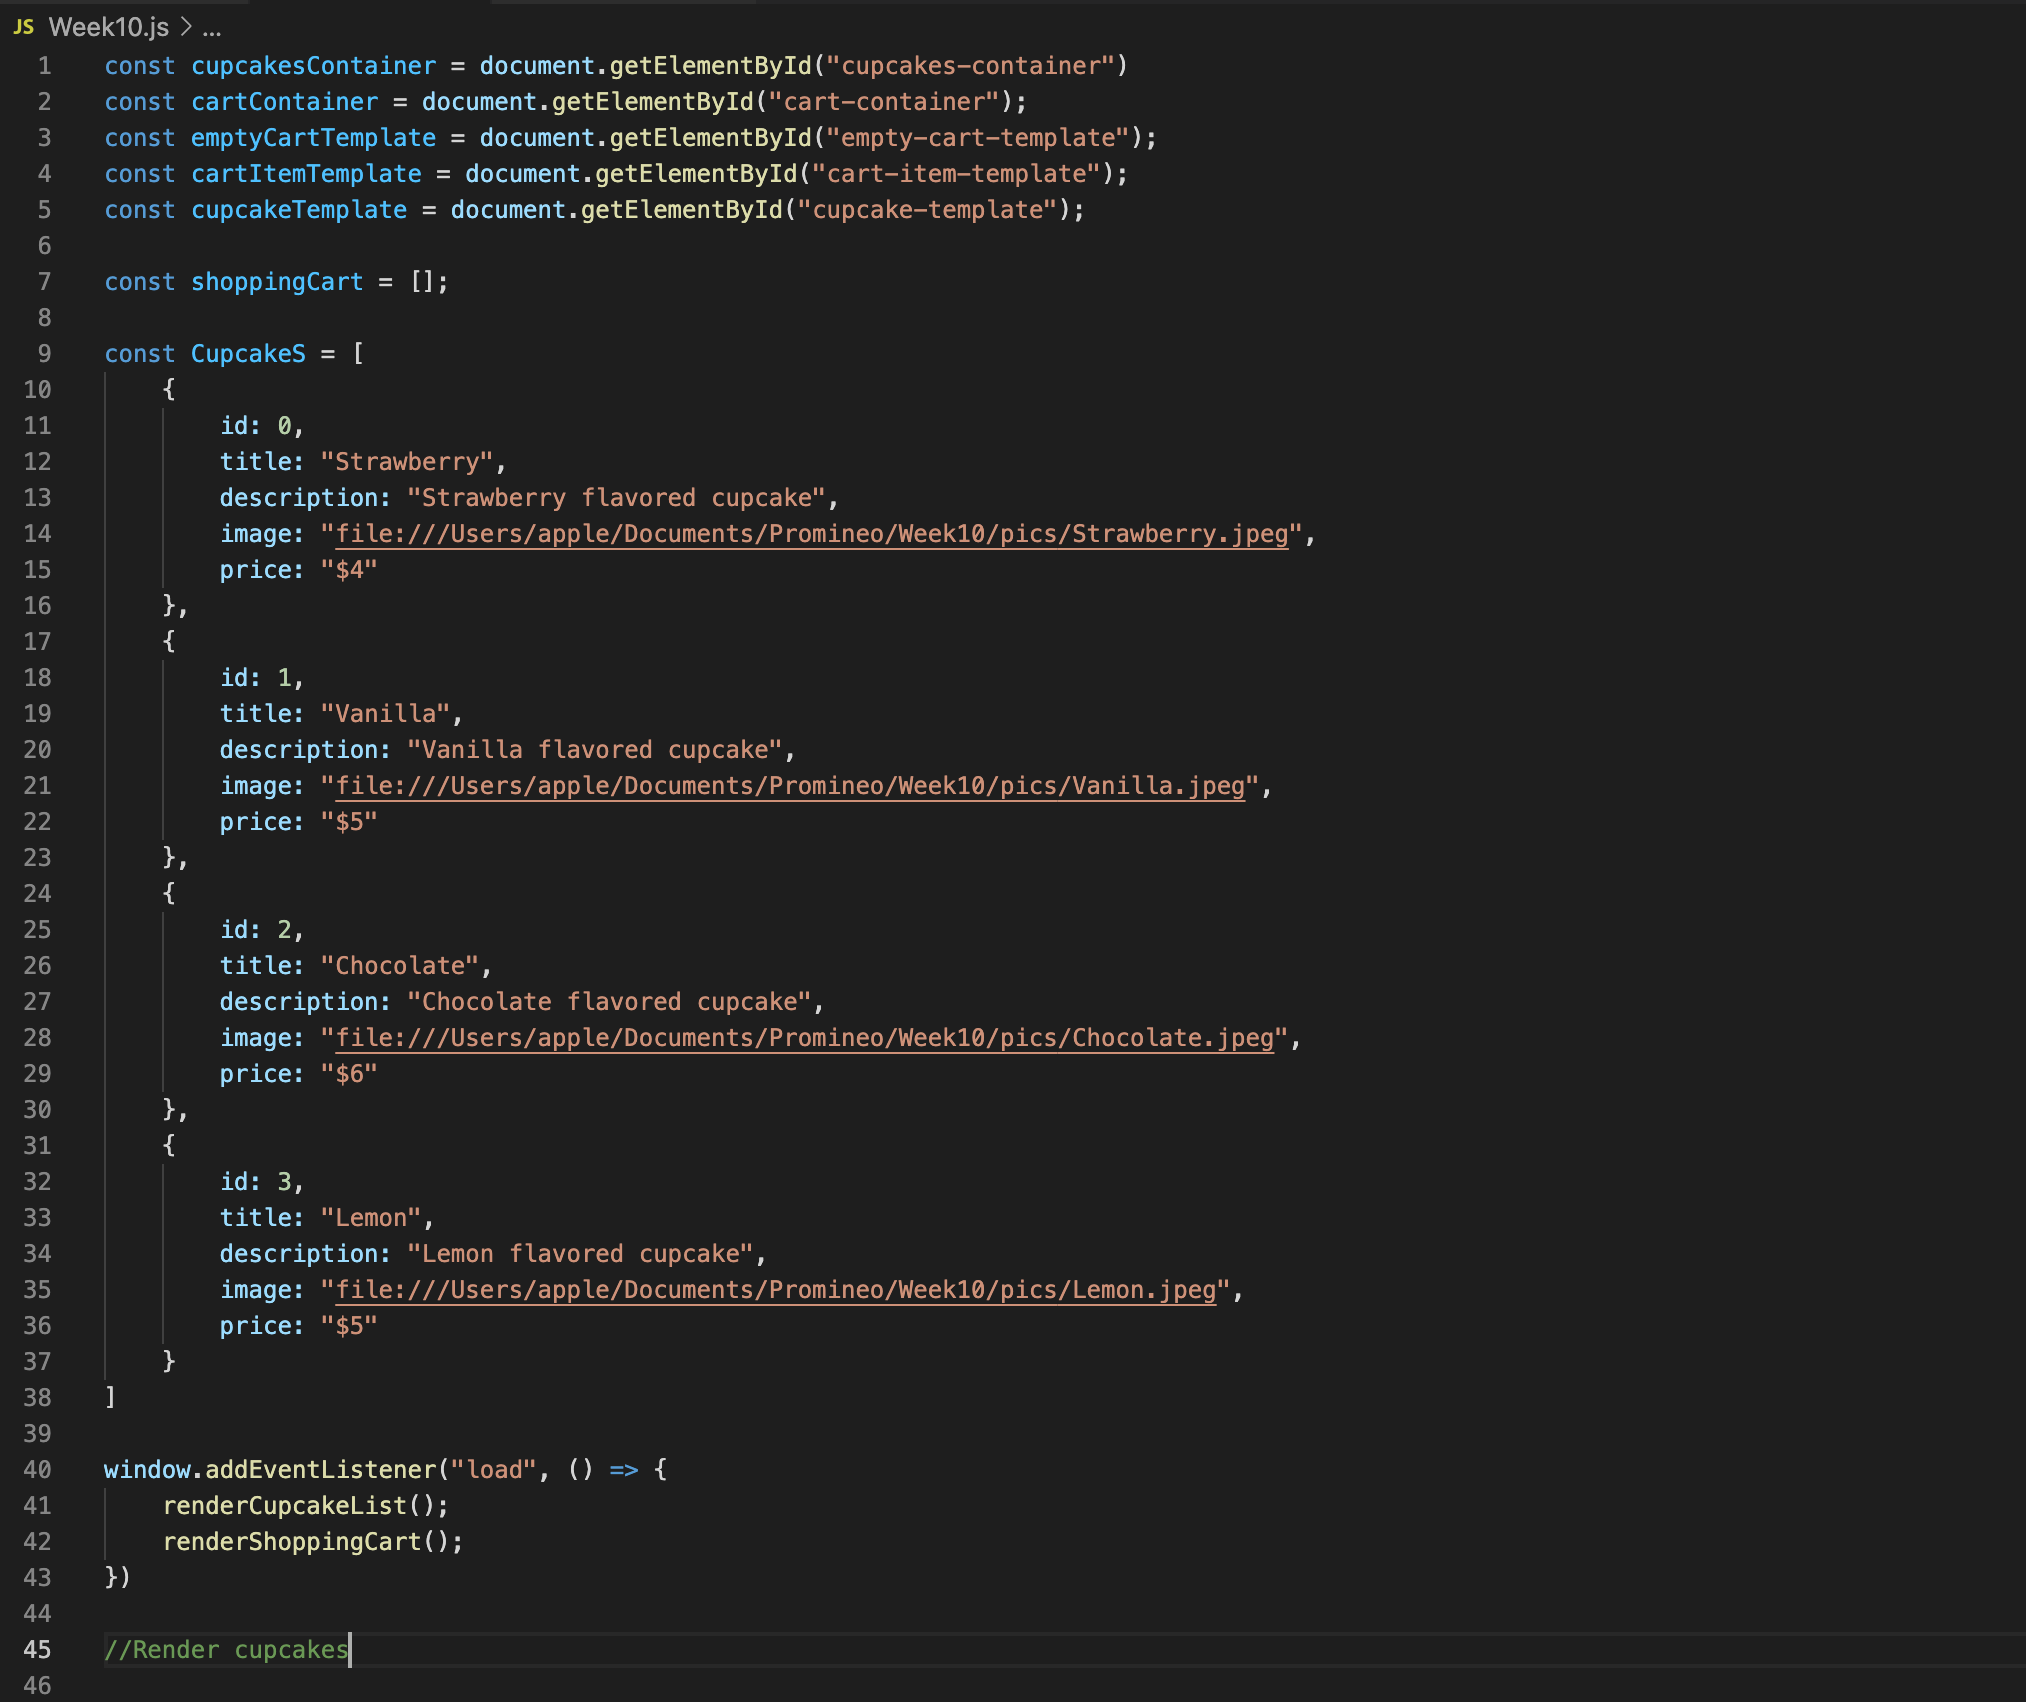 JS Week10.js > ...
1 const cupcakesContainer = document.getElementById("cupcakes-container")
2 const cartContainer = document.getElementById("cart-container");
3 const emptyCartTemplate = document.getElementById("empty-cart-template");
4 const cartItemTemplate = document.getElementById("cart-item-template");
5 const cupcakeTemplate = document.getElementById("cupcake-template");
6
7 const shoppingCart = [];
8
9 const CupcakeS = [
10     {
11         id: 0,
12         title: "Strawberry",
13         description: "Strawberry flavored cupcake",
14         image: "file:///Users/apple/Documents/Promineo/Week10/pics/Strawberry.jpeg",
15         price: "$4"
16     },
17     {
18         id: 1,
19         title: "Vanilla",
20         description: "Vanilla flavored cupcake",
21         image: "file:///Users/apple/Documents/Promineo/Week10/pics/Vanilla.jpeg",
22         price: "$5"
23     },
24     {
25         id: 2,
26         title: "Chocolate",
27         description: "Chocolate flavored cupcake",
28         image: "file:///Users/apple/Documents/Promineo/Week10/pics/Chocolate.jpeg",
29         price: "$6"
30     },
31     {
32         id: 3,
33         title: "Lemon",
34         description: "Lemon flavored cupcake",
35         image: "file:///Users/apple/Documents/Promineo/Week10/pics/Lemon.jpeg",
36         price: "$5"
37     }
38 ]
39
40 window.addEventListener("load", () => {
41     renderCupcakeList();
42     renderShoppingCart();
43 })
44
45 //Render cupcakes
46